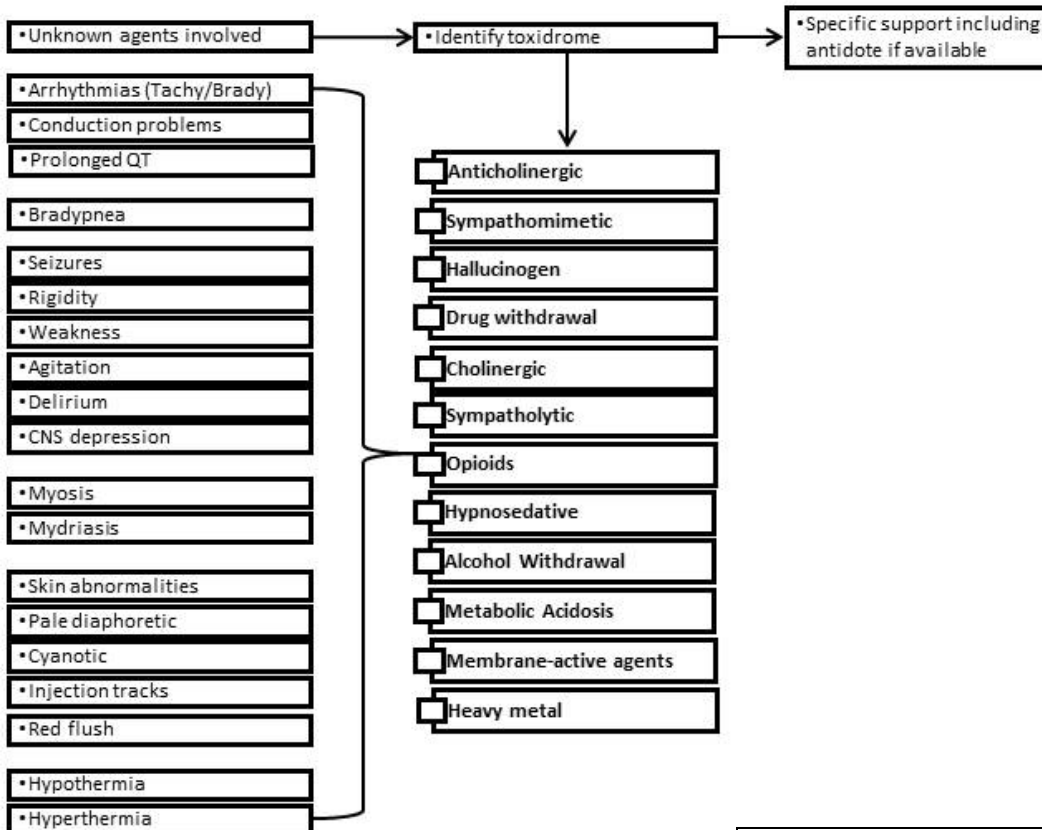 •Unknown agents involved
•Identify toxidrome
•Specific support including
antidote if available
•Arrhythmias (Tachy/Brady)
•Conduction problems
•Prolonged QT
•Bradypnea
•Seizures
•Rigidity
•Weakness
•Agitation
•Delirium
•CNS depression
•Myosis
•Mydriasis
•Skin abnormalities
•Pale diaphoretic
•Cyanotic
•Injection tracks
•Red flush
•Hypothermia
•Hyperthermia
Anticholinergic
Sympathomimetic
Hallucinogen
Drug withdrawal
Cholinergic
Sympatholytic
Opioids
Hypnosedative
Alcohol Withdrawal
Metabolic Acidosis
Membrane-active agents
Heavy metal